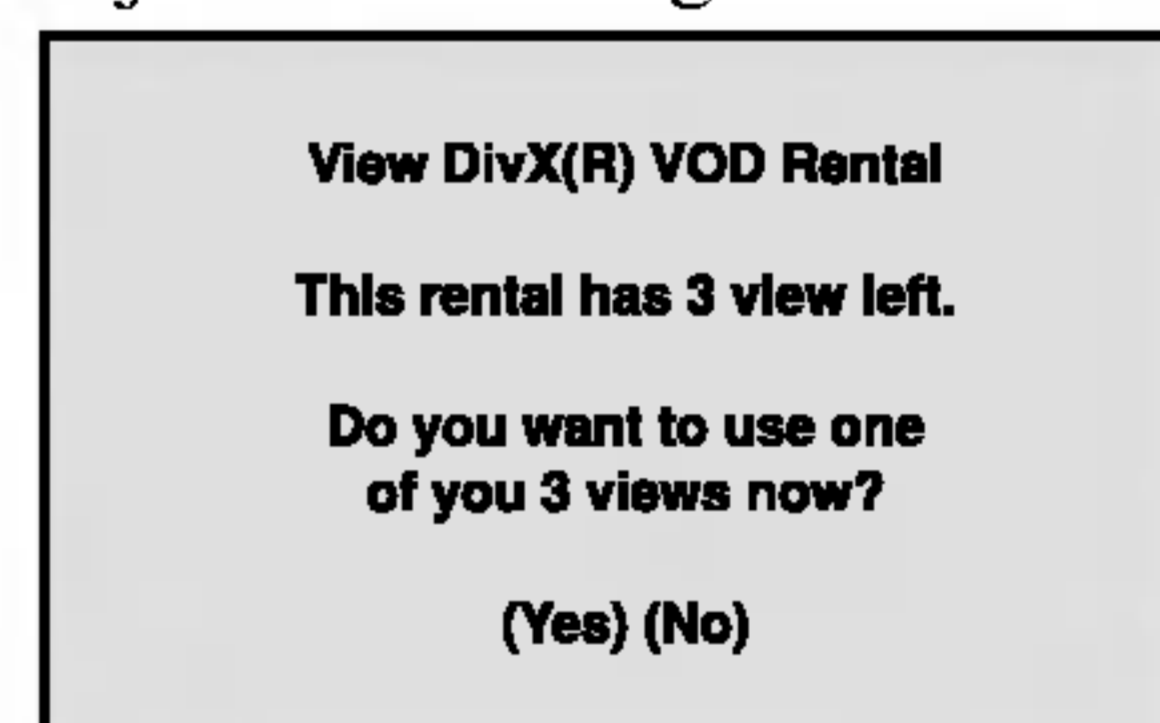 View DivX(R) VOD Rental
This rental has 3 view left.
Do you want to use one
of you 3 views now?
(Yes) (No)